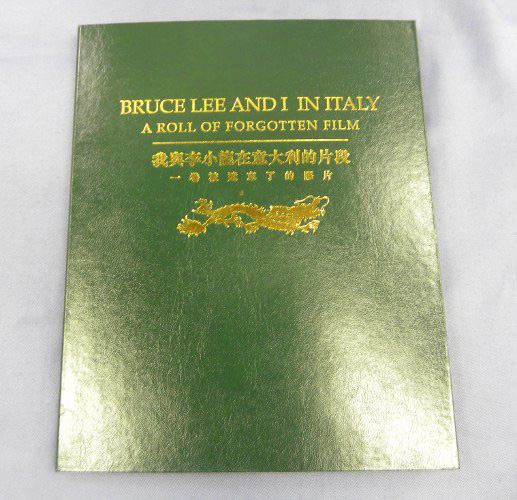 BRUCE LEE AND I IN ITALY
A ROLL OF FORGOTTEN FILM
我與李小龍在意大利的片段
一卷被遺忘了的膠片